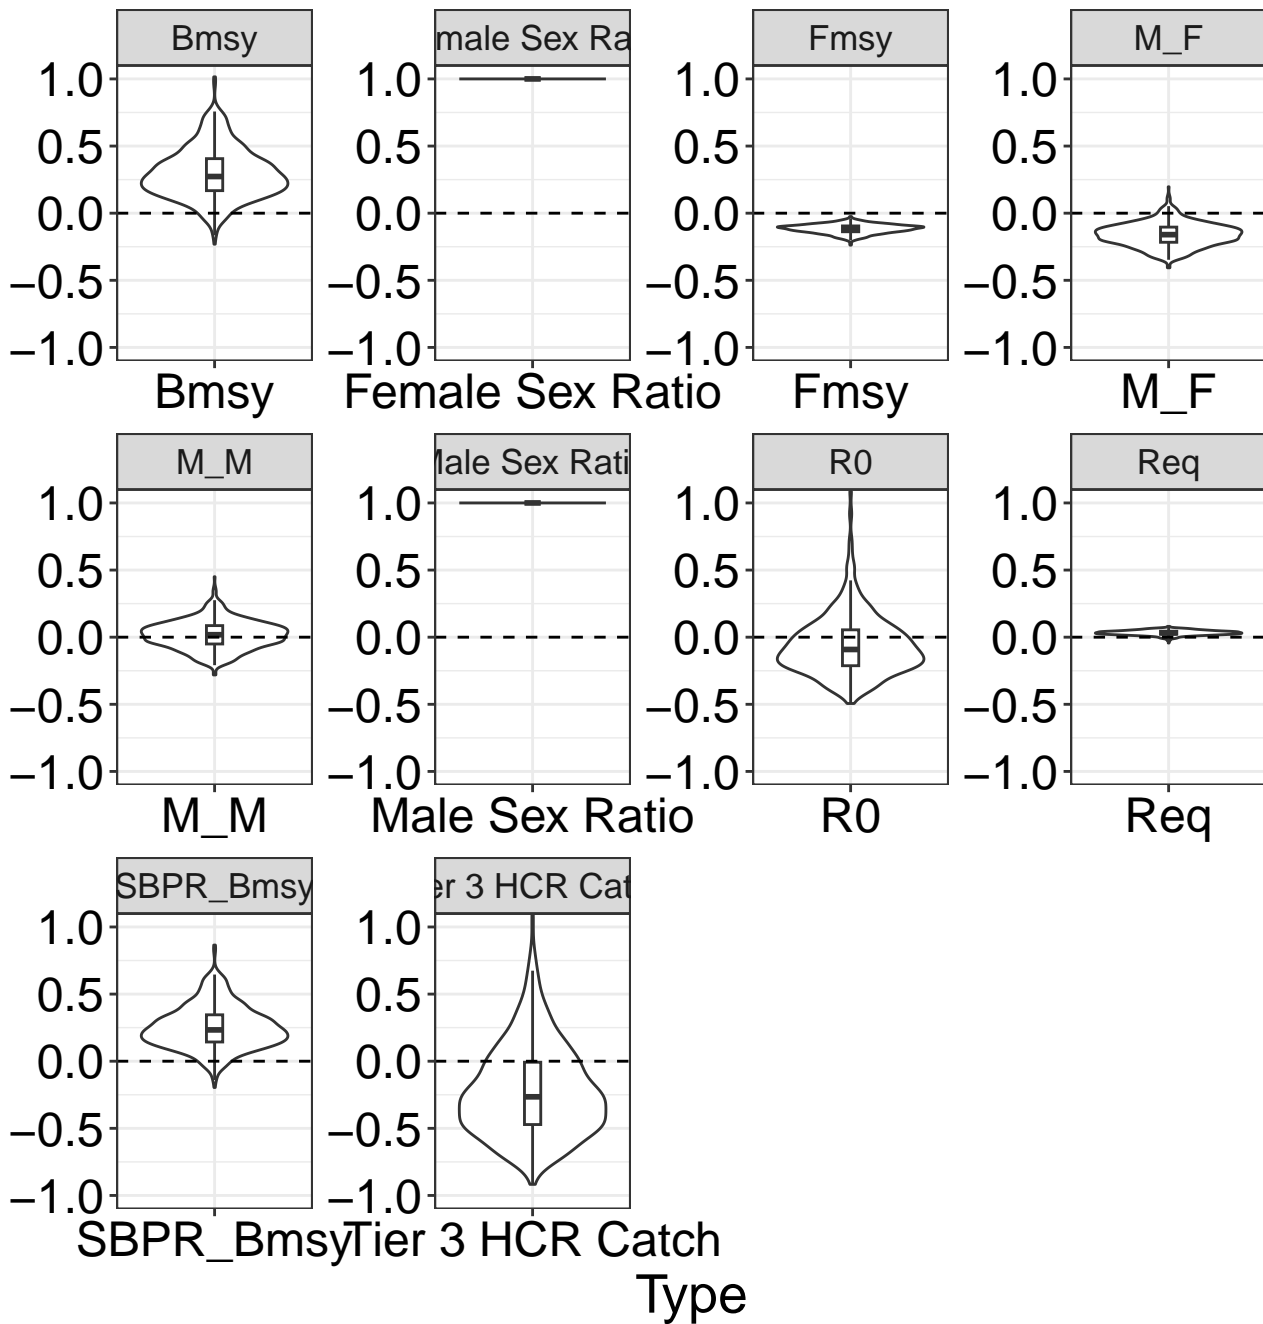 Bmsy
male Sex Ra
Fmsy
M_F
1.0
0.5
0.0
−0.5
−1.0
1.0
0.5
0.0
−0.5
−1.0
1.0
0.5
0.0
−0.5
−1.0
1.0
0.5
0.0
−0.5
−1.0
Bmsy
Female Sex Ratio
Fmsy
M_F
M_M
Male Sex Rati
R0
Req
1.0
0.5
0.0
−0.5
−1.0
1.0
0.5
0.0
−0.5
−1.0
1.0
0.5
0.0
−0.5
−1.0
1.0
0.5
0.0
−0.5
−1.0
M_M
Male Sex Ratio
R0
Req
SBPR_Bmsy
er 3 HCR Cat
1.0
0.5
0.0
−0.5
−1.0
1.0
0.5
0.0
−0.5
−1.0
SBPR_Bmsy
Tier 3 HCR Catch
Type